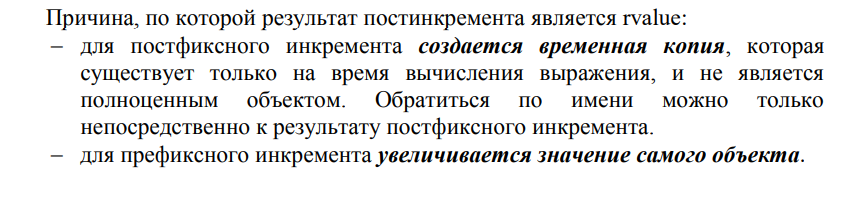 Причина, по которой результат постинкремента является rvalue:
– для постфиксного инкремента создается временная копия, которая
существует только на время вычисления выражения, и не является
полноценным объектом. Обратиться по имени можно только
непосредственно к результату постфиксного инкремента.
– для префиксного инкремента увеличивается значение самого объекта.